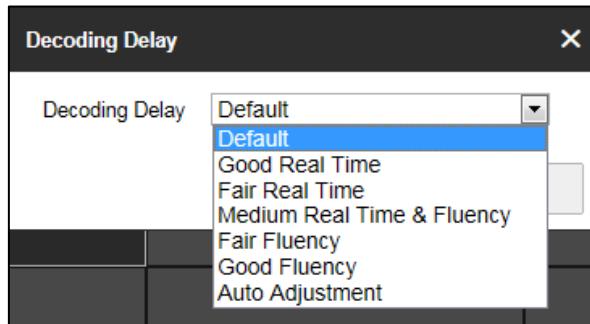 Decoding Delay
Decoding Delay Default
Default
Good Real Time
Fair Real Time
Medium Real Time & Fluency
Fair Fluency
Good Fluency
Auto Adjustment